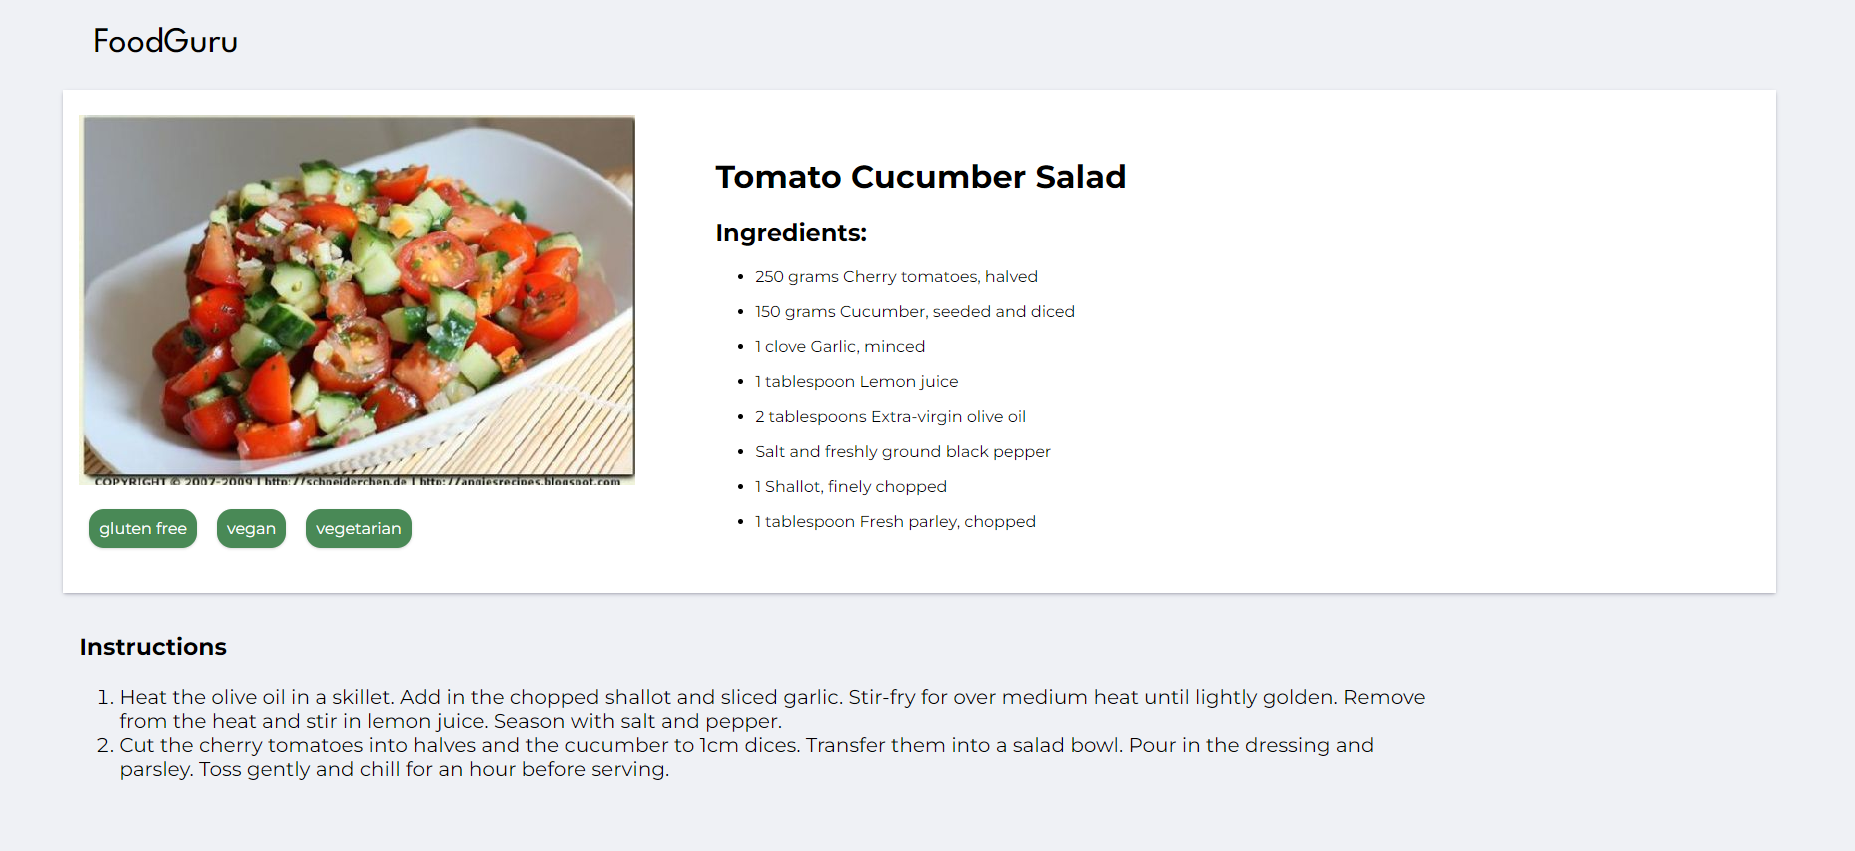 FoodGuru
COPYRIGHT © 2007-2009 | http://schneiderchen.de | http://angiesrecipes.blogspot.com
gluten free
vegan
vegetarian
Tomato Cucumber Salad
Ingredients:
250 grams Cherry tomatoes, halved
150 grams Cucumber, seeded and diced
1 clove Garlic, minced
1 tablespoon Lemon juice
2 tablespoons Extra-virgin olive oil
Salt and freshly ground black pepper
1 Shallot, finely chopped
1 tablespoon Fresh parley, chopped
Instructions
1. Heat the olive oil in a skillet. Add in the chopped shallot and sliced garlic. Stir-fry for over medium heat until lightly golden. Remove
from the heat and stir in lemon juice. Season with salt and pepper.
2. Cut the cherry tomatoes into halves and the cucumber to 1cm dices. Transfer them into a salad bowl. Pour in the dressing and
parsley. Toss gently and chill for an hour before serving.